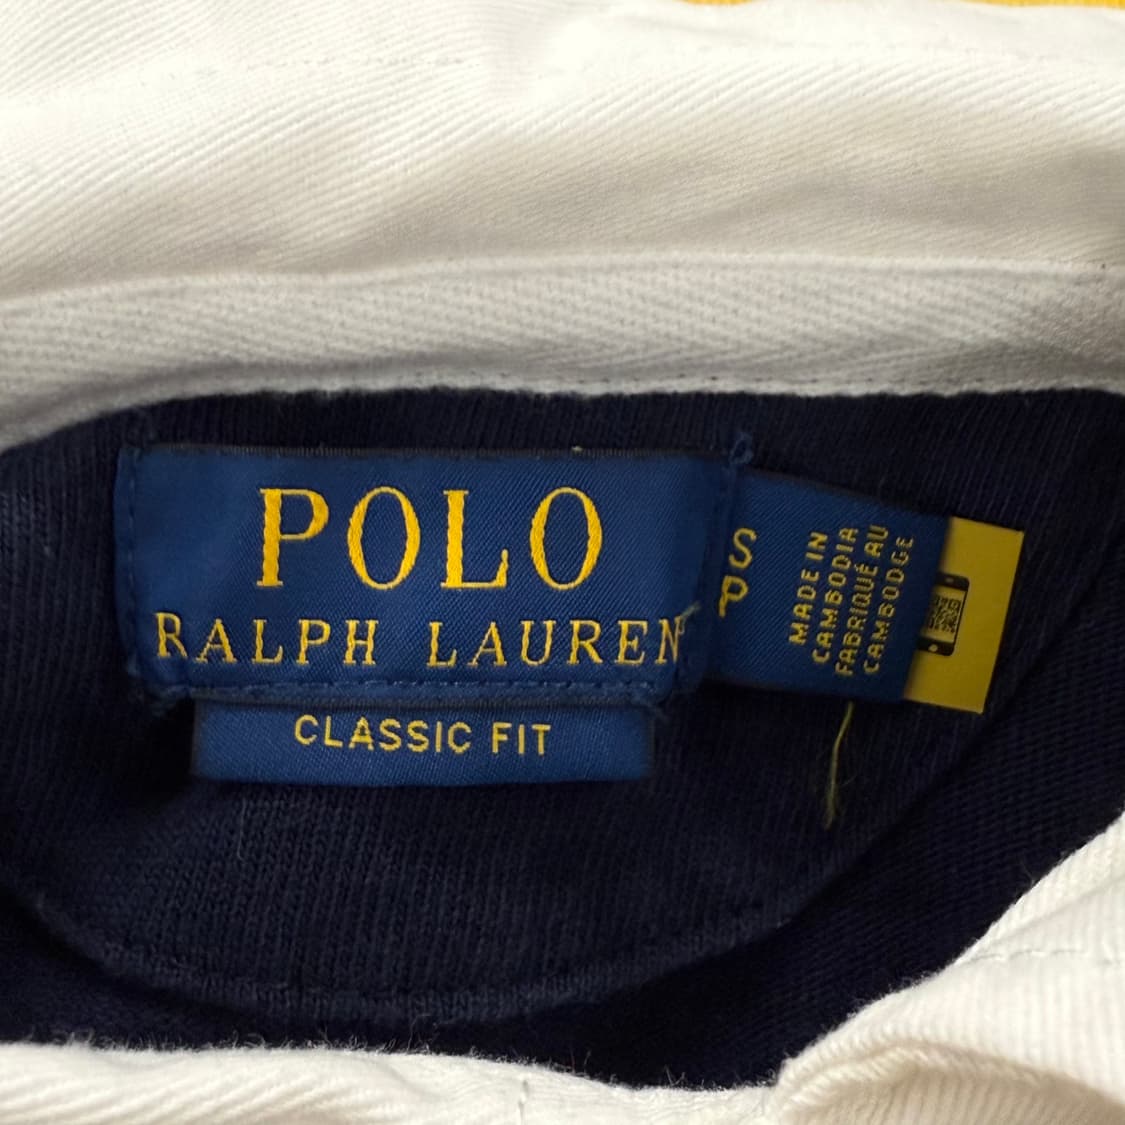 POLO
RALPH LAUREN
CLASSIC FIT
S P
MADE IN
CAMBODIA
FABRIQUÉ AU
CAMBODGE